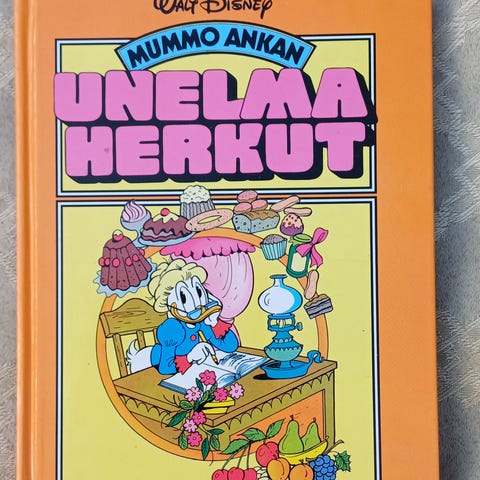 WALT DISNEY
MUMMO ANKAN
UNELMA
HERKUT